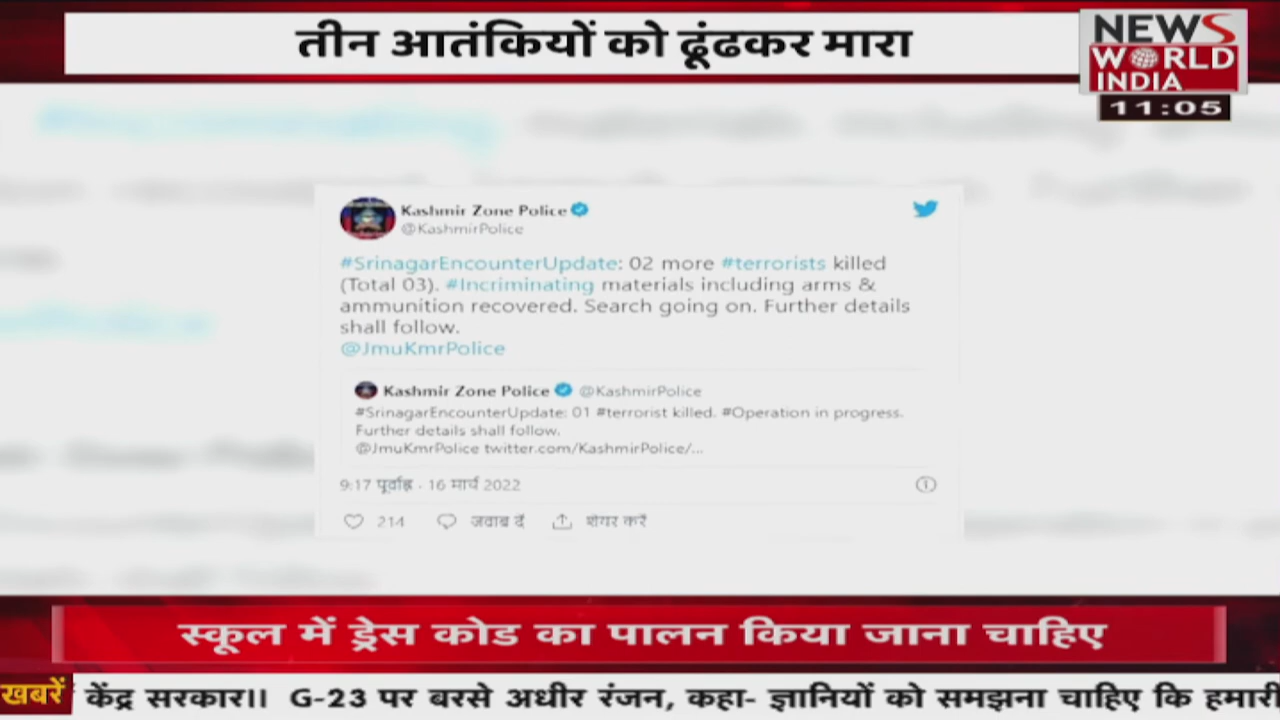 तीन आतंकियों को ढूंढकर मारा
NEWS
WORLD
INDIA
11:05
Kashmir Zone Police
@KashmirPolice
#SrinagarEncounterUpdate: 02 more #terrorists killed
(Total 03). #Incriminating materials including arms &
ammunition recovered. Search going on. Further details
shall follow.
@JmuKmrPolice
Kashmir Zone Police @KashmirPolice
#SrinagarEncounterUpdate: 01 #terrorist killed. #Operation in progress.
Further details shall follow.
@JmuKmrPolice twitter.com/KashmirPolice/...
9:17 पूर्वाह्न · 16 मार्च 2022
214 जवाब दें शेयर करें
स्कूल में ड्रेस कोड का पालन किया जाना चाहिए
खबरें केंद्र सरकार।। G-23 पर बरसे अधीर रंजन, कहा- ज्ञानियों को समझना चाहिए कि हमारी